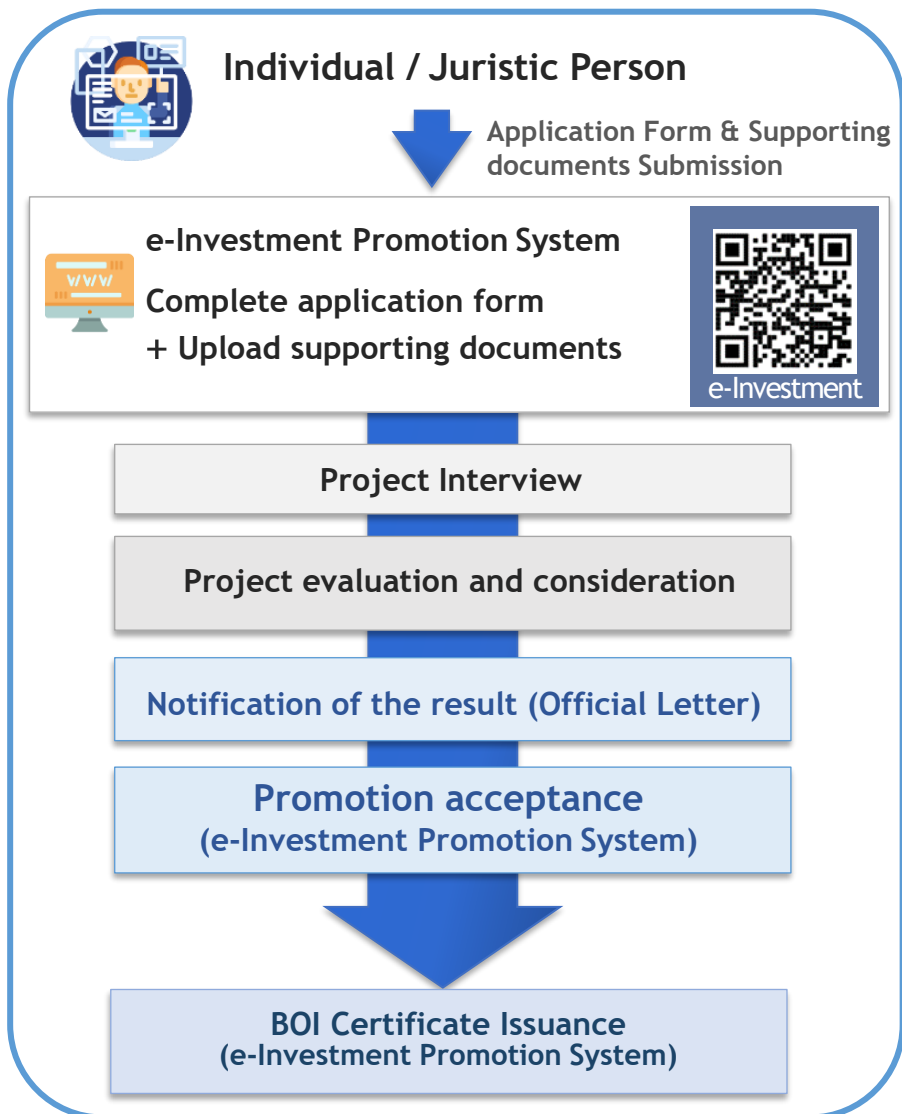 Individual / Juristic Person
Application Form & Supporting
documents Submission
e-Investment Promotion System
Complete application form
+ Upload supporting documents
WWW
e-Investment
Project Interview
Project evaluation and consideration
Notification of the result (Official Letter)
Promotion acceptance
(e-Investment Promotion System)
BOI Certificate Issuance
(e-Investment Promotion System)